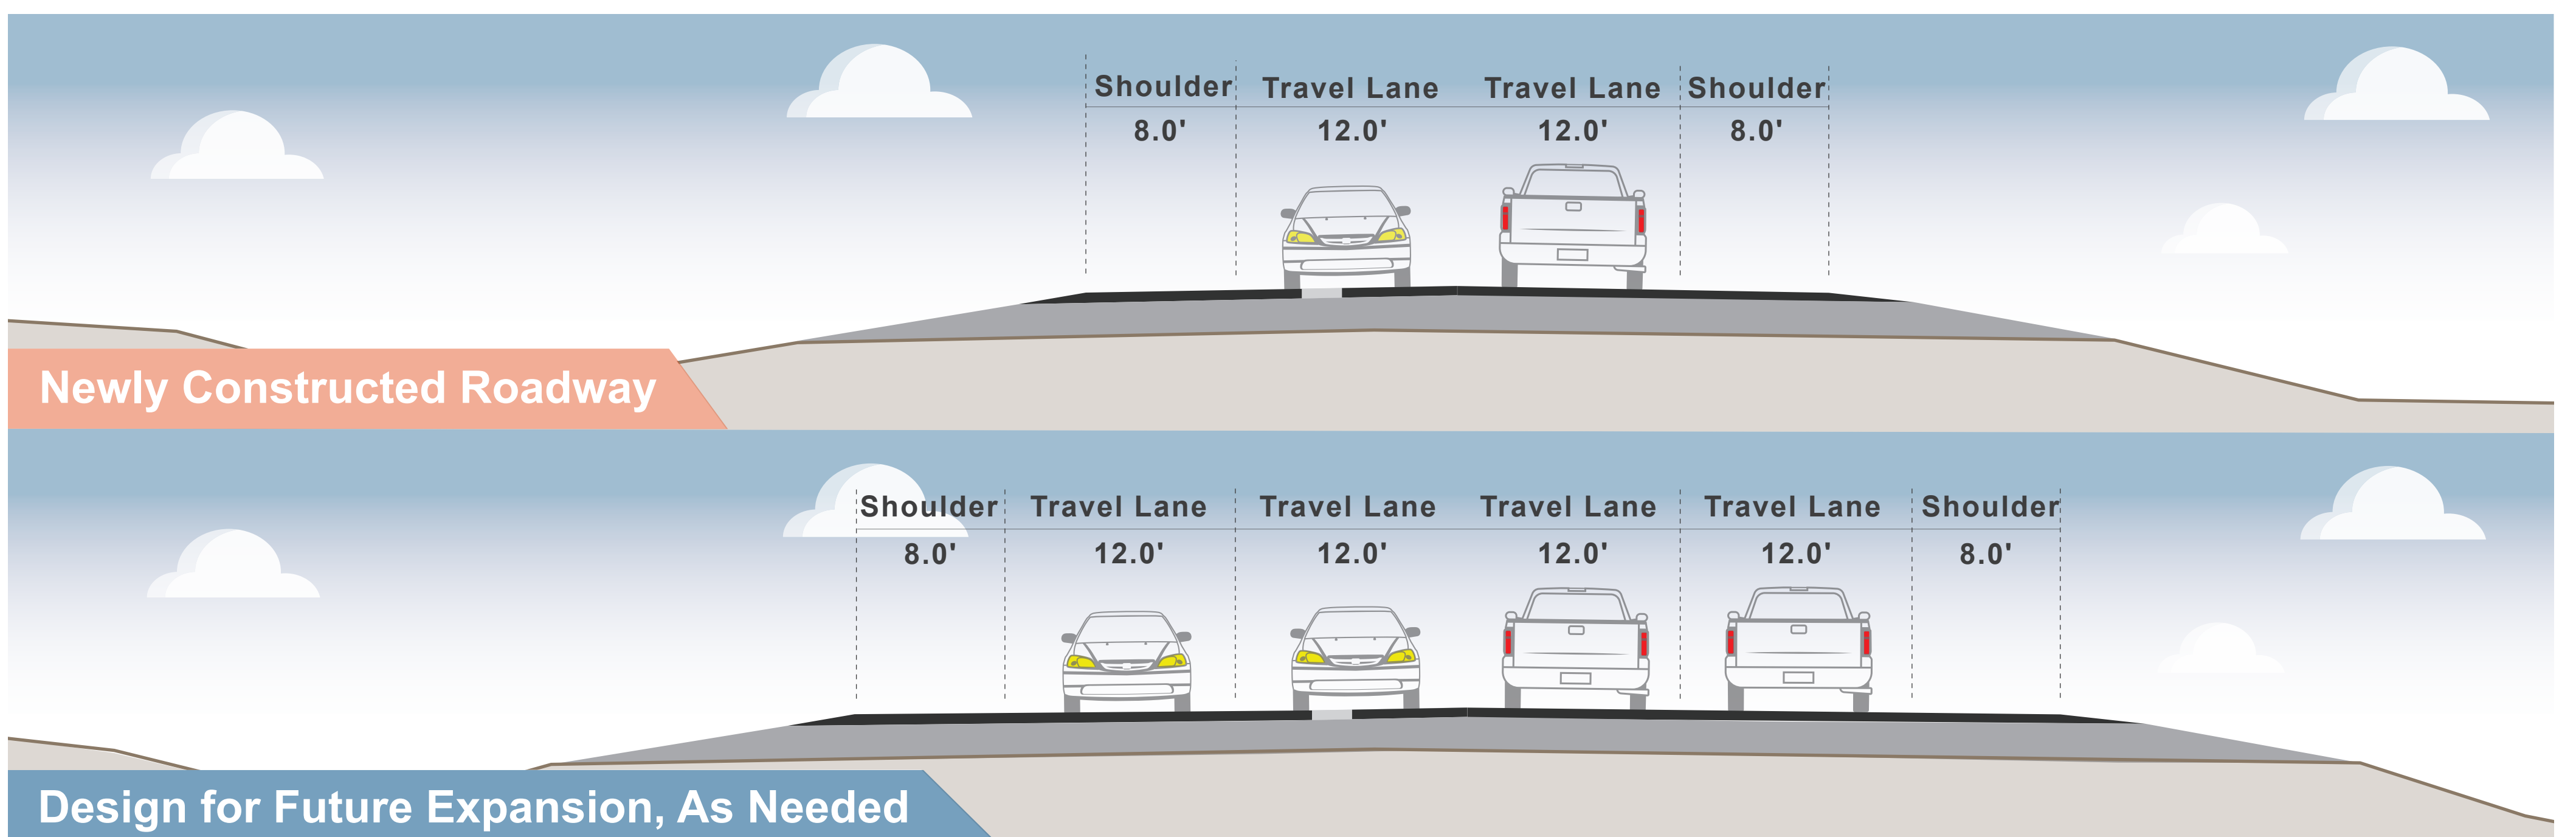 Shoulder Travel Lane Travel Lane Shoulder
8.0' 12.0' 12.0' 8.0'
Newly Constructed Roadway
Shoulder Travel Lane Travel Lane Travel Lane Travel Lane Shoulder
8.0' 12.0' 12.0' 12.0' 12.0' 8.0'
Design for Future Expansion, As Needed